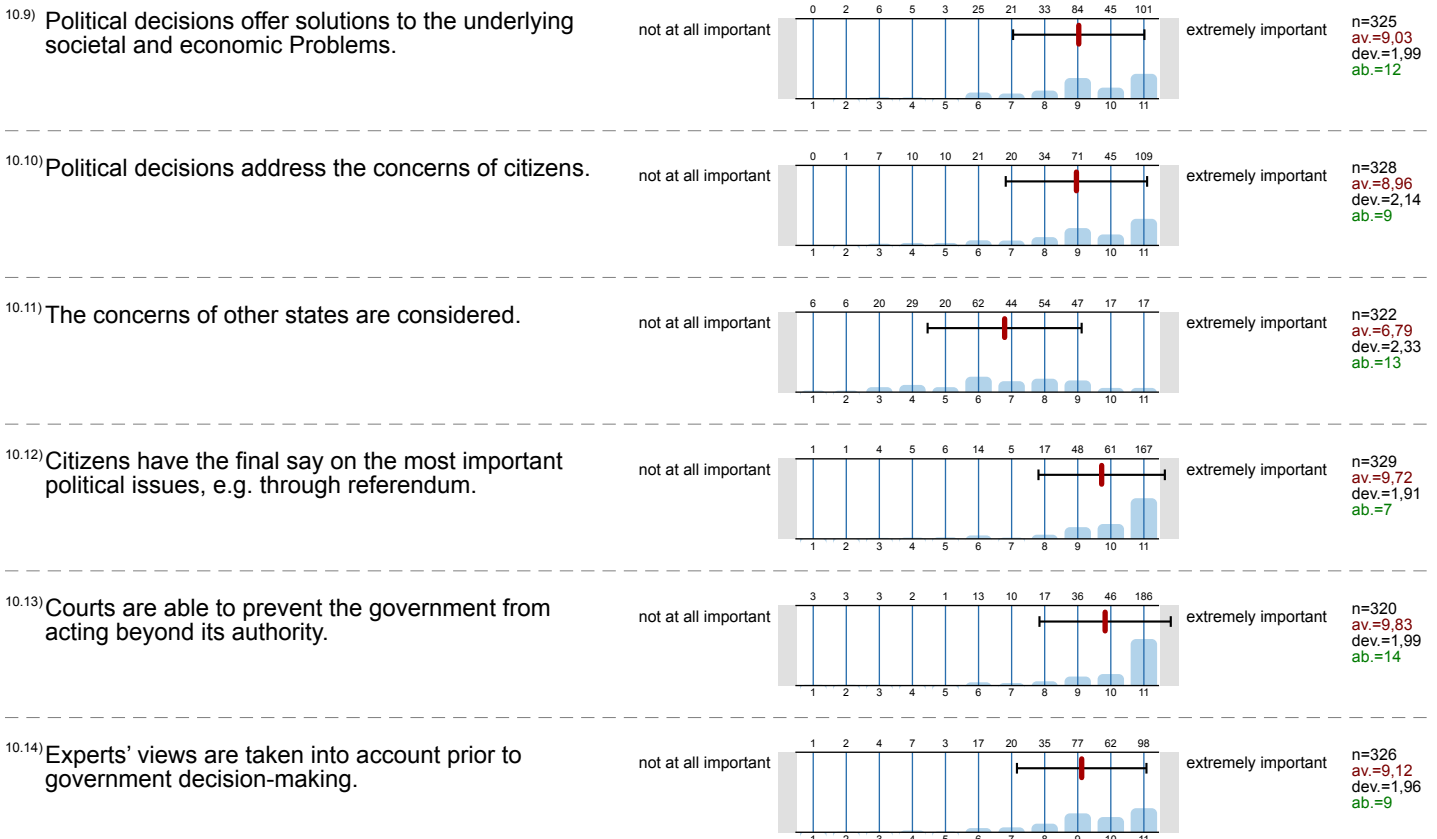 0 2 6 5 3 25 21 33 84 45 101
10.9) Political decisions offer solutions to the underlying
societal and economic Problems.
not at all important
extremely important
n=325
av.=9,03
dev.=1,99
ab.=12
1 2 3 4 5 6 7 8 9 10 11
0 1 7 10 10 21 20 34 71 45 109
10.10) Political decisions address the concerns of citizens.
not at all important
extremely important
n=328
av.=8,96
dev.=2,14
ab.=9
1 2 3 4 5 6 7 8 9 10 11
6 6 20 29 20 62 44 54 47 17 17
10.11) The concerns of other states are considered.
not at all important
extremely important
n=322
av.=6,79
dev.=2,33
ab.=13
1 2 3 4 5 6 7 8 9 10 11
1 1 4 5 6 14 5 17 48 61 167
10.12) Citizens have the final say on the most important
political issues, e.g. through referendum.
not at all important
extremely important
n=329
av.=9,72
dev.=1,91
ab.=7
1 2 3 4 5 6 7 8 9 10 11
3 3 3 2 1 13 10 17 36 46 186
10.13) Courts are able to prevent the government from
acting beyond its authority.
not at all important
extremely important
n=320
av.=9,83
dev.=1,99
ab.=14
1 2 3 4 5 6 7 8 9 10 11
1 2 4 7 3 17 20 35 77 62 98
10.14) Experts’ views are taken into account prior to
government decision-making.
not at all important
extremely important
n=326
av.=9,12
dev.=1,96
ab.=9
1 2 3 4 5 6 7 8 9 10 11